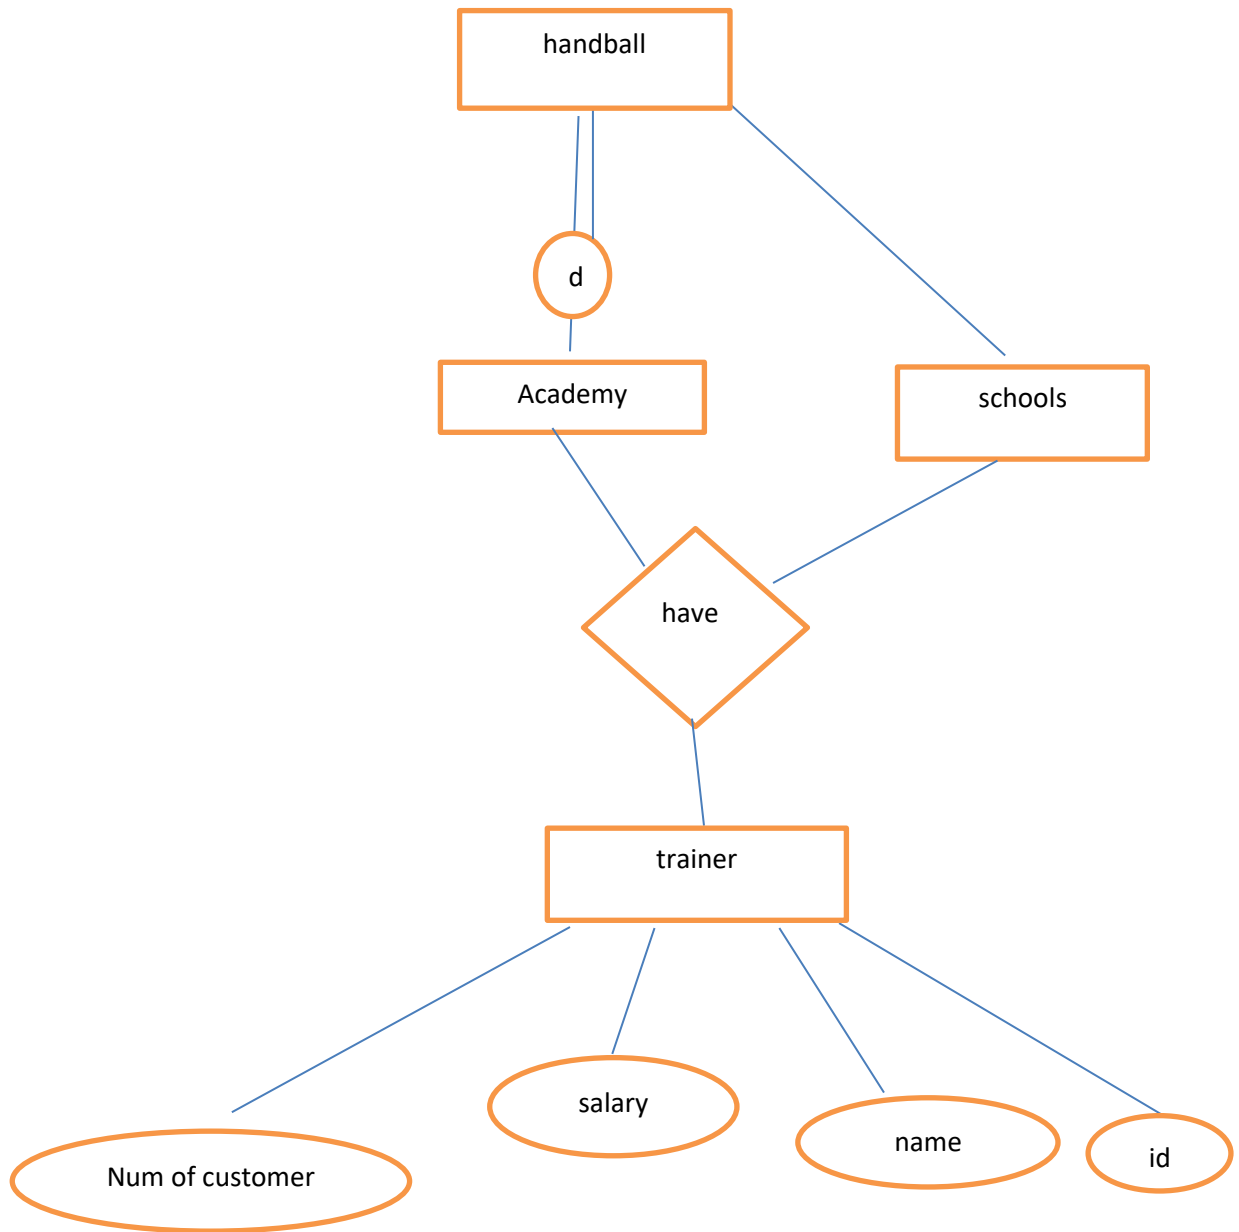 handball
d
Academy
schools
have
trainer
salary
name
id
Num of customer